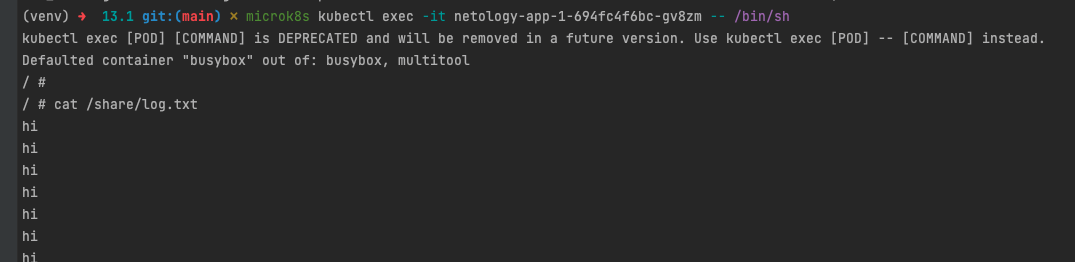 (venv) ➜  13.1 git:(main) ✗ microk8s kubectl exec -it netology-app-1-694fc4f6bc-gv8zm -- /bin/sh
kubectl exec [POD] [COMMAND] is DEPRECATED and will be removed in a future version. Use kubectl exec [POD] -- [COMMAND] instead.
Defaulted container "busybox" out of: busybox, multitool
/ #
/ # cat /share/log.txt
hi
hi
hi
hi
hi
hi
hi